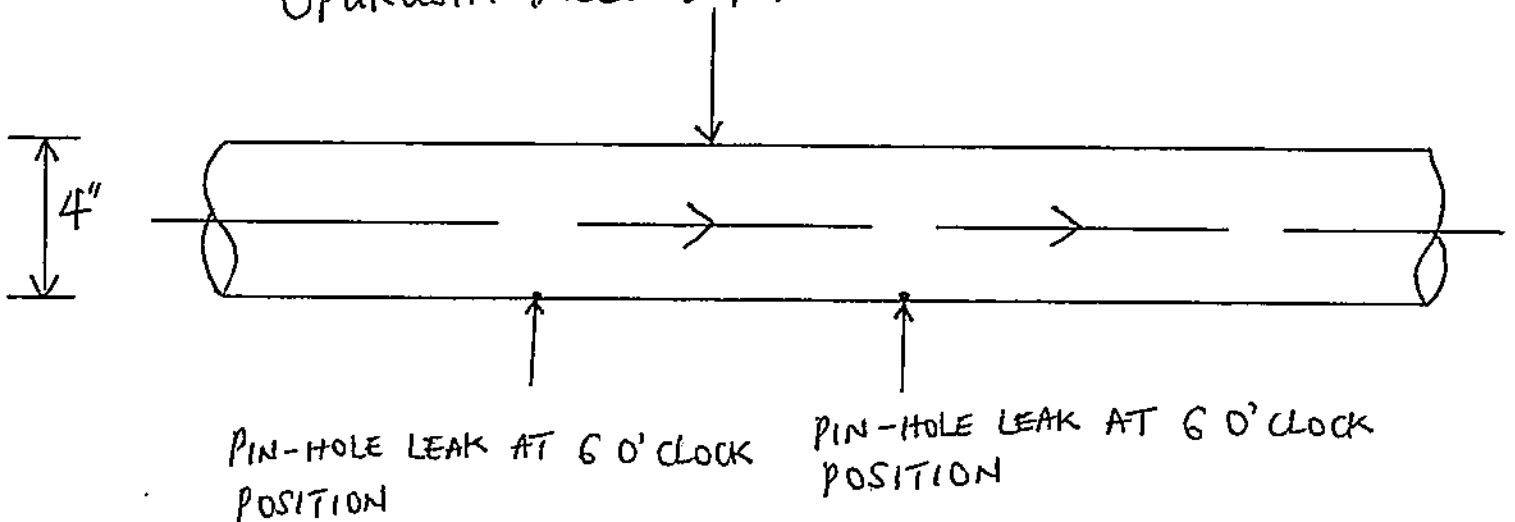 4"
PIN-HOLE LEAK AT 6 O'CLOCK
POSITION
PIN-HOLE LEAK AT 6 O'CLOCK
POSITION